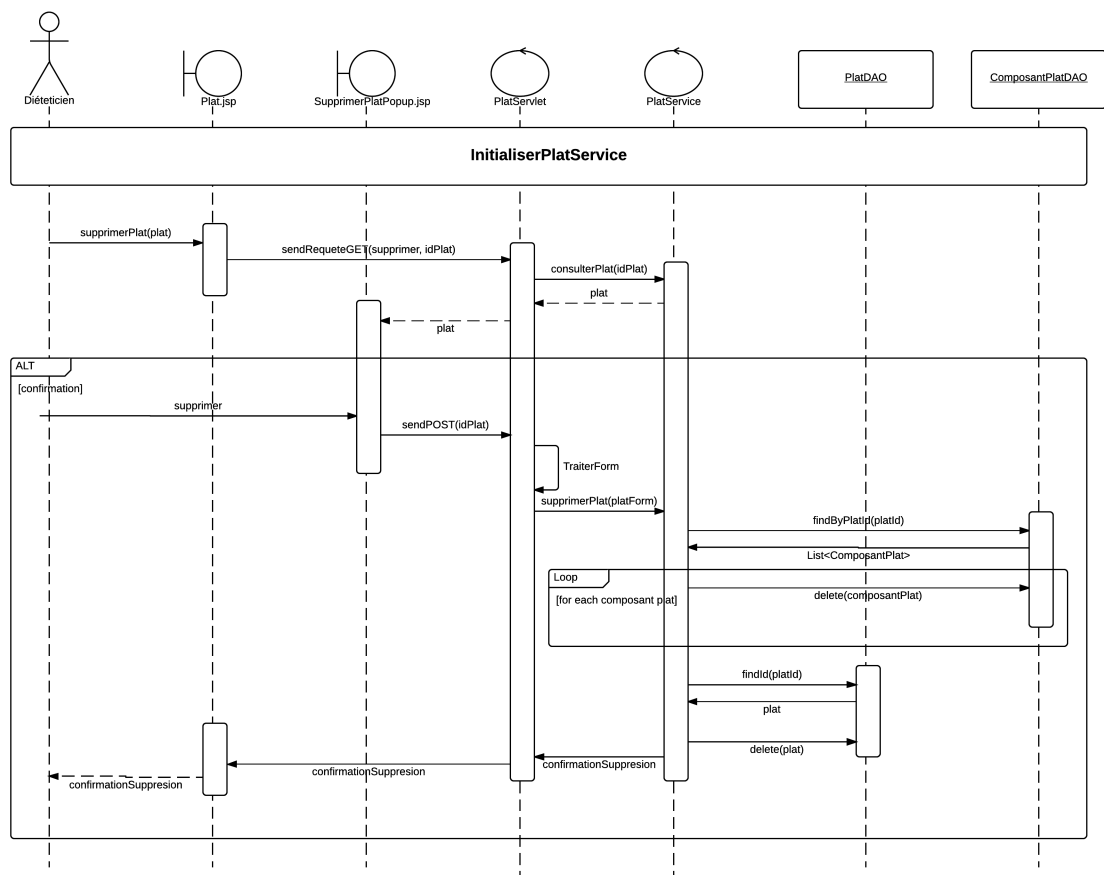 Diéteticien
Plat.jsp
SupprimerPlatPopup.jsp
PlatServlet
PlatService
PlatDAO
ComposantPlatDAO
InitialiserPlatService
supprimerPlat(plat)
sendRequeteGET(supprimer, idPlat)
consulterPlat(idPlat)
plat
plat
ALT
[confirmation]
supprimer
sendPOST(idPlat)
TraiterForm
supprimerPlat(platForm)
findByPlatId(platId)
List<ComposantPlat>
Loop
[for each composant plat]
delete(composantPlat)
findId(platId)
plat
delete(plat)
confirmationSuppresion
confirmationSuppresion
confirmationSuppresion